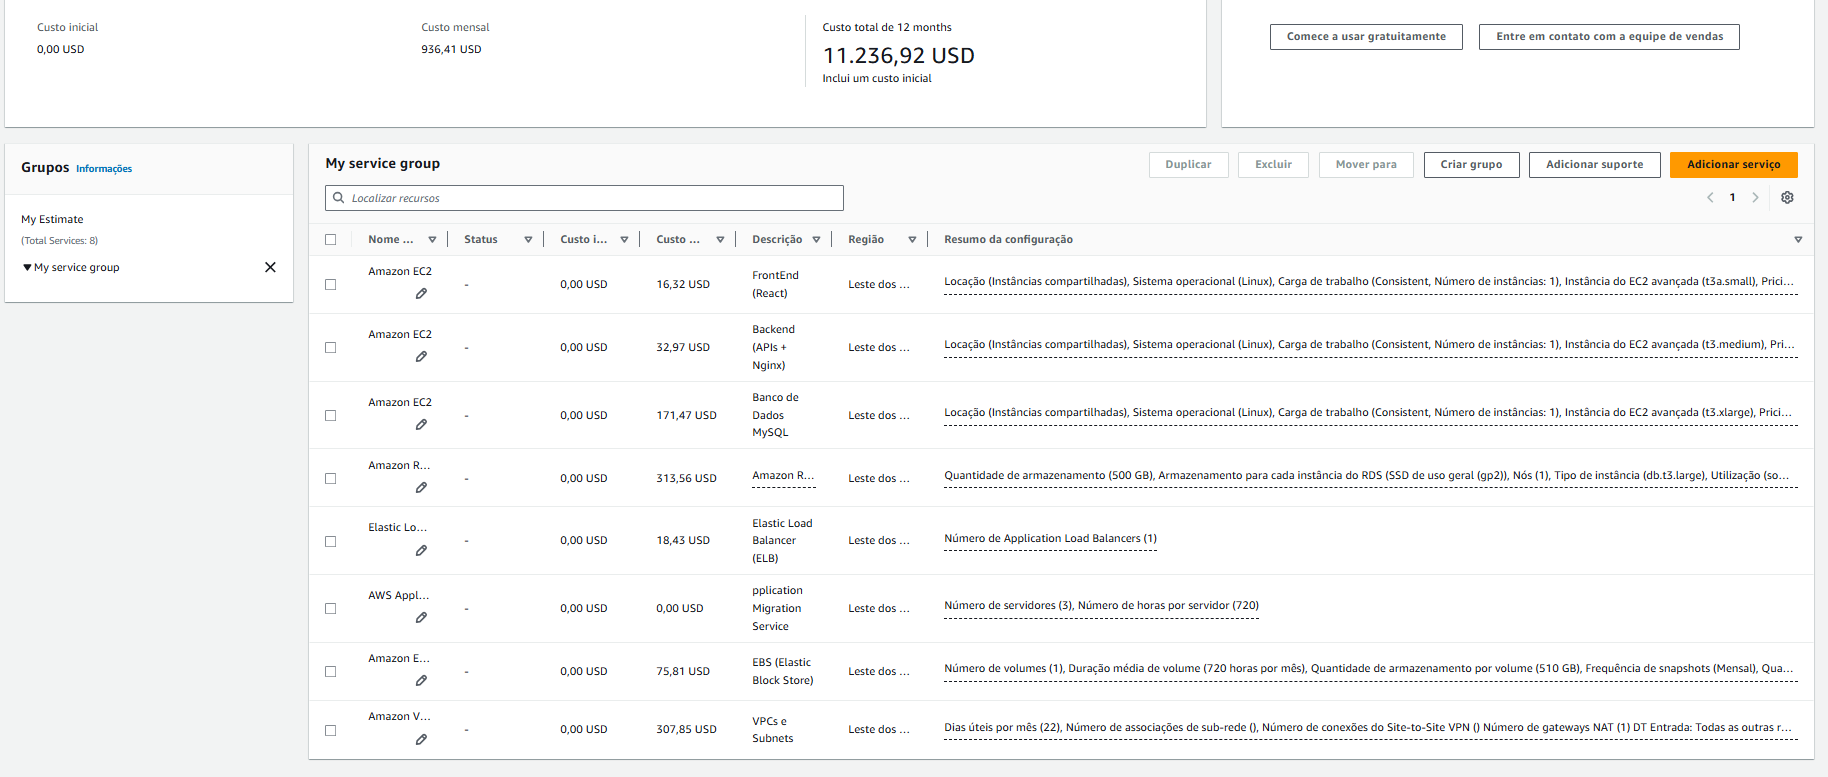 Custo inicial
0,00 USD
Custo mensal
936,41 USD
Custo total de 12 months
11.236,92 USD
Inclui um custo inicial
Comece a usar gratuitamente
Entre em contato com a equipe de vendas
Grupos Informações
My Estimate
(Total Services: 8)
My service group
My service group
Duplicar
Excluir
Mover para
Criar grupo
Adicionar suporte
Adicionar serviço
Localizar recursos
1
Nome ... Status Custo i... Custo ... Descrição Região Resumo da configuração
Amazon EC2
-
0,00 USD
16,32 USD
FrontEnd
(React)
Leste dos ...
Locação (Instâncias compartilhadas), Sistema operacional (Linux), Carga de trabalho (Consistent, Número de instâncias: 1), Instância do EC2 avançada (t3a.small), Prici...
Amazon EC2
-
0,00 USD
32,97 USD
Backend
(APIs +
Nginx)
Leste dos ...
Locação (Instâncias compartilhadas), Sistema operacional (Linux), Carga de trabalho (Consistent, Número de instâncias: 1), Instância do EC2 avançada (t3.medium), Pri...
Amazon EC2
-
0,00 USD
171,47 USD
Banco de
Dados
MySQL
Leste dos ...
Locação (Instâncias compartilhadas), Sistema operacional (Linux), Carga de trabalho (Consistent, Número de instâncias: 1), Instância do EC2 avançada (t3.xlarge), Prici...
Amazon R...
-
0,00 USD
313,56 USD
Amazon R...
Leste dos ...
Quantidade de armazenamento (500 GB), Armazenamento para cada instância do RDS (SSD de uso geral (gp2)), Nós (1), Tipo de instância (db.t3.large), Utilização (so...
Elastic Lo...
-
0,00 USD
18,43 USD
Elastic Load
Balancer
(ELB)
Leste dos ...
Número de Application Load Balancers (1)
AWS Appl...
-
0,00 USD
0,00 USD
pplication
Migration
Service
Leste dos ...
Número de servidores (3), Número de horas por servidor (720)
Amazon E...
-
0,00 USD
75,81 USD
EBS (Elastic
Block Store)
Leste dos ...
Número de volumes (1), Duração média de volume (720 horas por mês), Quantidade de armazenamento por volume (510 GB), Frequência de snapshots (Mensal), Qua...
Amazon V...
-
0,00 USD
307,85 USD
VPCs e
Subnets
Leste dos ...
Dias úteis por mês (22), Número de associações de sub-rede (), Número de conexões do Site-to-Site VPN () Número de gateways NAT (1) DT Entrada: Todas as outras r...